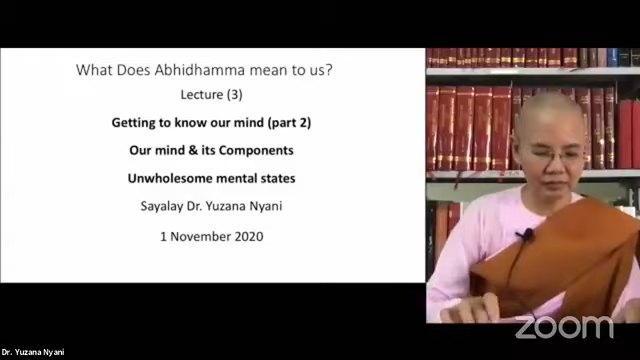 What Does Abhidhamma mean to us?
Lecture (3)
Getting to know our mind (part 2)
Our mind & its Components
Unwholesome mental states
Sayalay Dr. Yuzana Nyani
1 November 2020
zoom
Dr. Yuzana Nyani